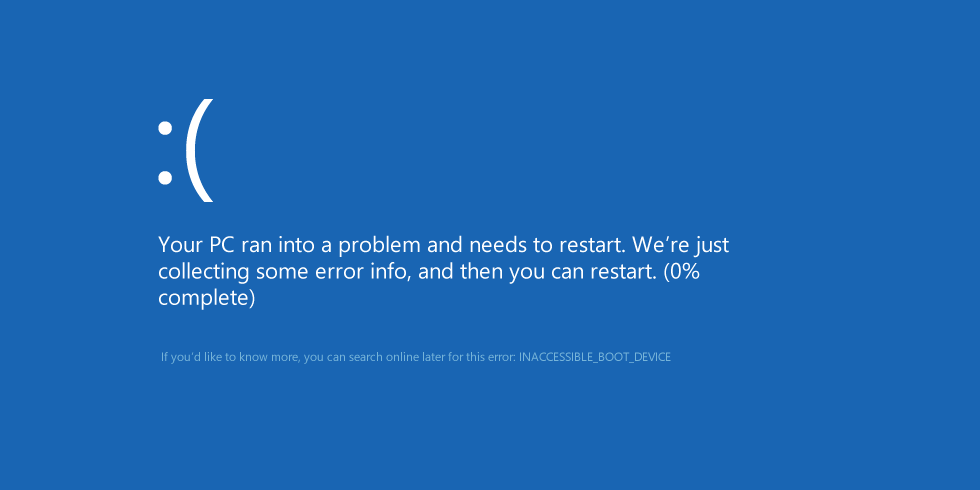 :(
Your PC ran into a problem and needs to restart. We’re just
collecting some error info, and then you can restart. (0%
complete)
If you’d like to know more, you can search online later for this error: INACCESSIBLE_BOOT_DEVICE